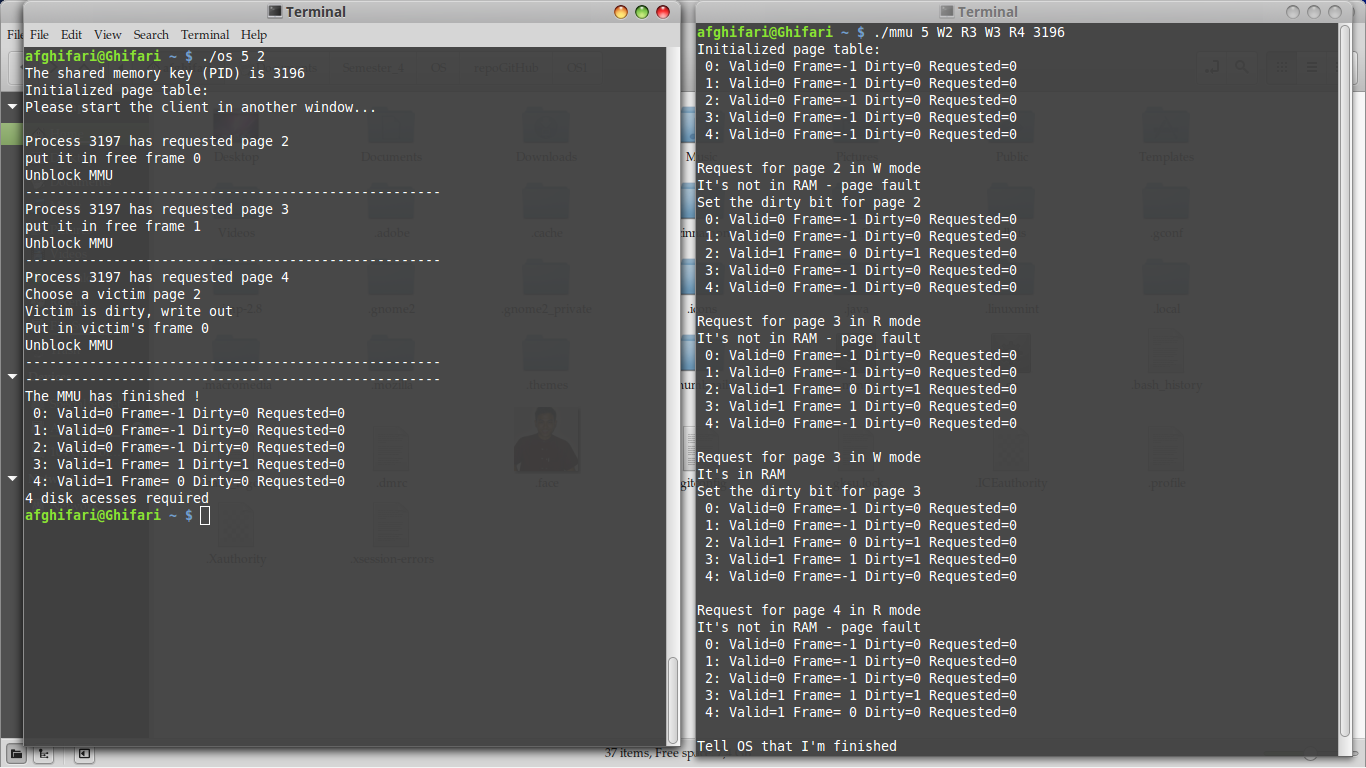 Terminal
File Edit View Search Terminal Help
afghifari@Ghifari ~ $ ./os 5 2
The shared memory key (PID) is 3196
Initialized page table:
Please start the client in another window...
Process 3197 has requested page 2
put it in free frame 0
Unblock MMU
----------------------------------------------------
Process 3197 has requested page 3
put it in free frame 1
Unblock MMU
----------------------------------------------------
Process 3197 has requested page 4
Choose a victim page 2
Victim is dirty, write out
Put in victim's frame 0
Unblock MMU
----------------------------------------------------
----------------------------------------------------
The MMU has finished !
0: Valid=0 Frame=-1 Dirty=0 Requested=0
1: Valid=0 Frame=-1 Dirty=0 Requested=0
2: Valid=0 Frame=-1 Dirty=0 Requested=0
3: Valid=1 Frame= 1 Dirty=1 Requested=0
4: Valid=1 Frame= 0 Dirty=0 Requested=0
4 disk acesses required
afghifari@Ghifari ~ $
Terminal
afghifari@Ghifari ~ $ ./mmu 5 W2 R3 W3 R4 3196
Initialized page table:
0: Valid=0 Frame=-1 Dirty=0 Requested=0
1: Valid=0 Frame=-1 Dirty=0 Requested=0
2: Valid=0 Frame=-1 Dirty=0 Requested=0
3: Valid=0 Frame=-1 Dirty=0 Requested=0
4: Valid=0 Frame=-1 Dirty=0 Requested=0
Request for page 2 in W mode
It's not in RAM - page fault
Set the dirty bit for page 2
0: Valid=0 Frame=-1 Dirty=0 Requested=0
1: Valid=0 Frame=-1 Dirty=0 Requested=0
2: Valid=1 Frame= 0 Dirty=1 Requested=0
3: Valid=0 Frame=-1 Dirty=0 Requested=0
4: Valid=0 Frame=-1 Dirty=0 Requested=0
Request for page 3 in R mode
It's not in RAM - page fault
0: Valid=0 Frame=-1 Dirty=0 Requested=0
1: Valid=0 Frame=-1 Dirty=0 Requested=0
2: Valid=1 Frame= 0 Dirty=1 Requested=0
3: Valid=1 Frame= 1 Dirty=0 Requested=0
4: Valid=0 Frame=-1 Dirty=0 Requested=0
Request for page 3 in W mode
It's in RAM
Set the dirty bit for page 3
0: Valid=0 Frame=-1 Dirty=0 Requested=0
1: Valid=0 Frame=-1 Dirty=0 Requested=0
2: Valid=1 Frame= 0 Dirty=1 Requested=0
3: Valid=1 Frame= 1 Dirty=1 Requested=0
4: Valid=0 Frame=-1 Dirty=0 Requested=0
Request for page 4 in R mode
It's not in RAM - page fault
0: Valid=0 Frame=-1 Dirty=0 Requested=0
1: Valid=0 Frame=-1 Dirty=0 Requested=0
2: Valid=0 Frame=-1 Dirty=0 Requested=0
3: Valid=1 Frame= 1 Dirty=1 Requested=0
4: Valid=1 Frame= 0 Dirty=0 Requested=0
Tell OS that I'm finished
Desktop Documents Downloads Pictures Public Templates
Videos .adobe .cache .gconf
.gnome2 gnome2_private .local
.themes bash_history
.face .profile
Xauthority .xsession-errors
37 items, Free